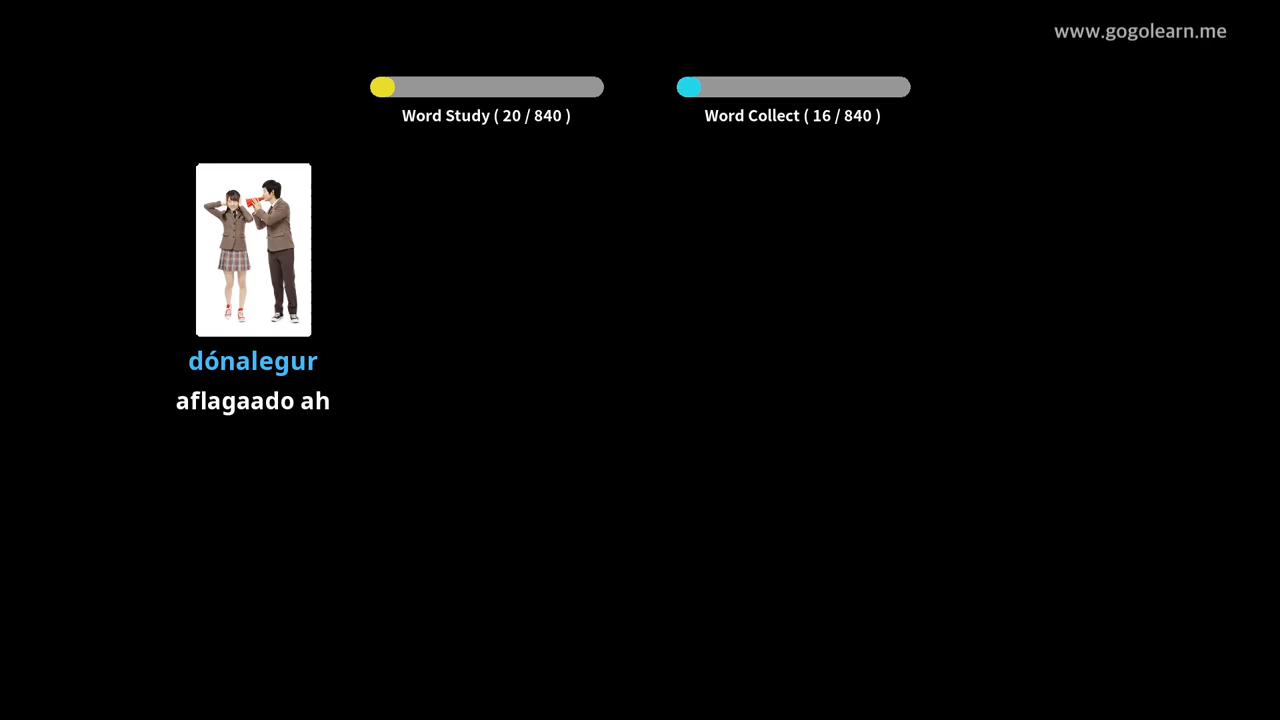 www.gogolearn.me
Word Study ( 20 / 840 )
Word Collect ( 16 / 840 )
dónalegur
aflagaado ah